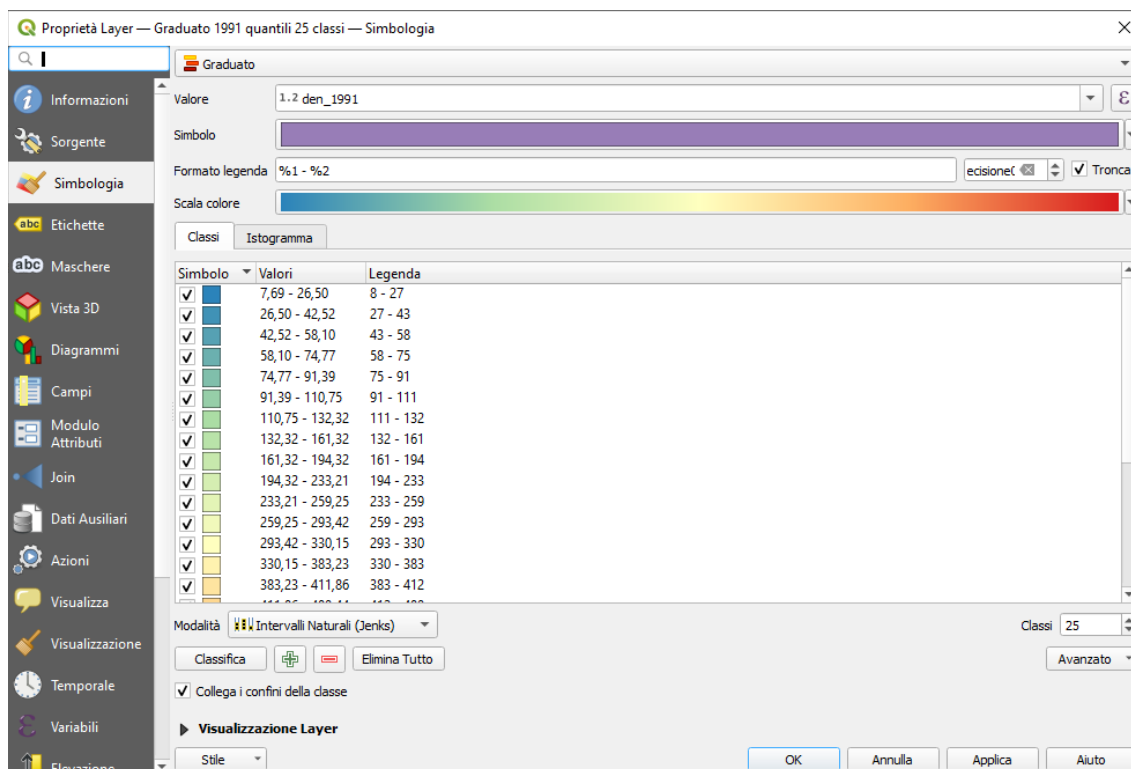 Proprietà Layer — Graduato 1991 quantili 25 classi — Simbologia
Graduato
Informazioni
Sorgente
Simbologia
Etichette
abc
Maschere
abc
Vista 3D
Diagrammi
Campi
Modulo
Attributi
Join
Dati Ausiliari
Azioni
Visualizza
Visualizzazione
Temporale
Variabili
Elevazione
Valore 1.2 den_1991 ε
Simbolo
Formato legenda %1 - %2 ecisione( Tronca
Scala colore
Classi Istogramma
Simbolo Valori Legenda
7,69 - 26,50 8 - 27
26,50 - 42,52 27 - 43
42,52 - 58,10 43 - 58
58,10 - 74,77 58 - 75
74,77 - 91,39 75 - 91
91,39 - 110,75 91 - 111
110,75 - 132,32 111 - 132
132,32 - 161,32 132 - 161
161,32 - 194,32 161 - 194
194,32 - 233,21 194 - 233
233,21 - 259,25 233 - 259
259,25 - 293,42 259 - 293
293,42 - 330,15 293 - 330
330,15 - 383,23 330 - 383
383,23 - 411,86 383 - 412
Modalità Intervalli Naturali (Jenks) Classi 25
Classifica Elimina Tutto Avanzato
Collega i confini della classe
Visualizzazione Layer
Stile OK Annulla Applica Aiuto